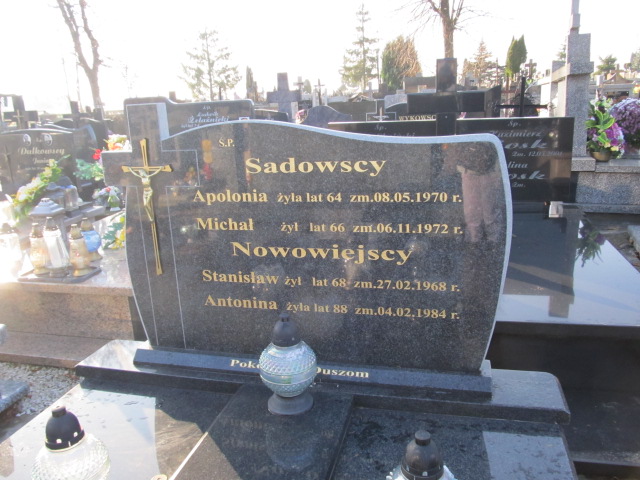 Ś.P.
Sadowscy
Apolonia żyła lat 64 zm.08.05.1970 r.
Michał żył lat 66 zm.06.11.1972 r.
Nowowiejscy
Stanisław żył lat 68 zm.27.02.1968 r.
Antonina żyła lat 88 zm.04.02.1984 r.
Duszom